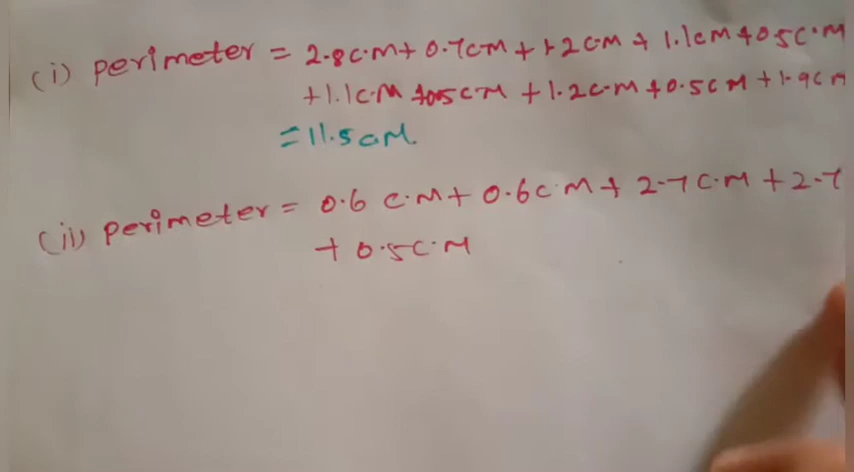 (i) perimeter = 2.8c.m+ 0.7cm + 1.2cm + 1.1cm +0.5c.m
+1.1c.m +0.5cm +1.2c.m +0.5cm +1.9cm
=11.5cm.
(ii) perimeter = 0.6 c.m+ 0.6c.m+ 2.7c.m +2.7
+ 0.5c.m